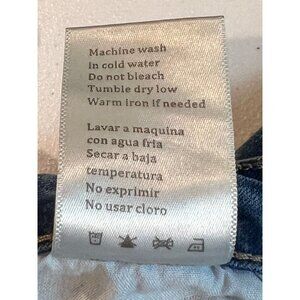 Machine wash
in cold water
Do not bleach
Tumble dry low
Warm iron if needed
Lavar a maquina
con agua fria
Secar a baja
temperatura
No exprimir
No usar cloro